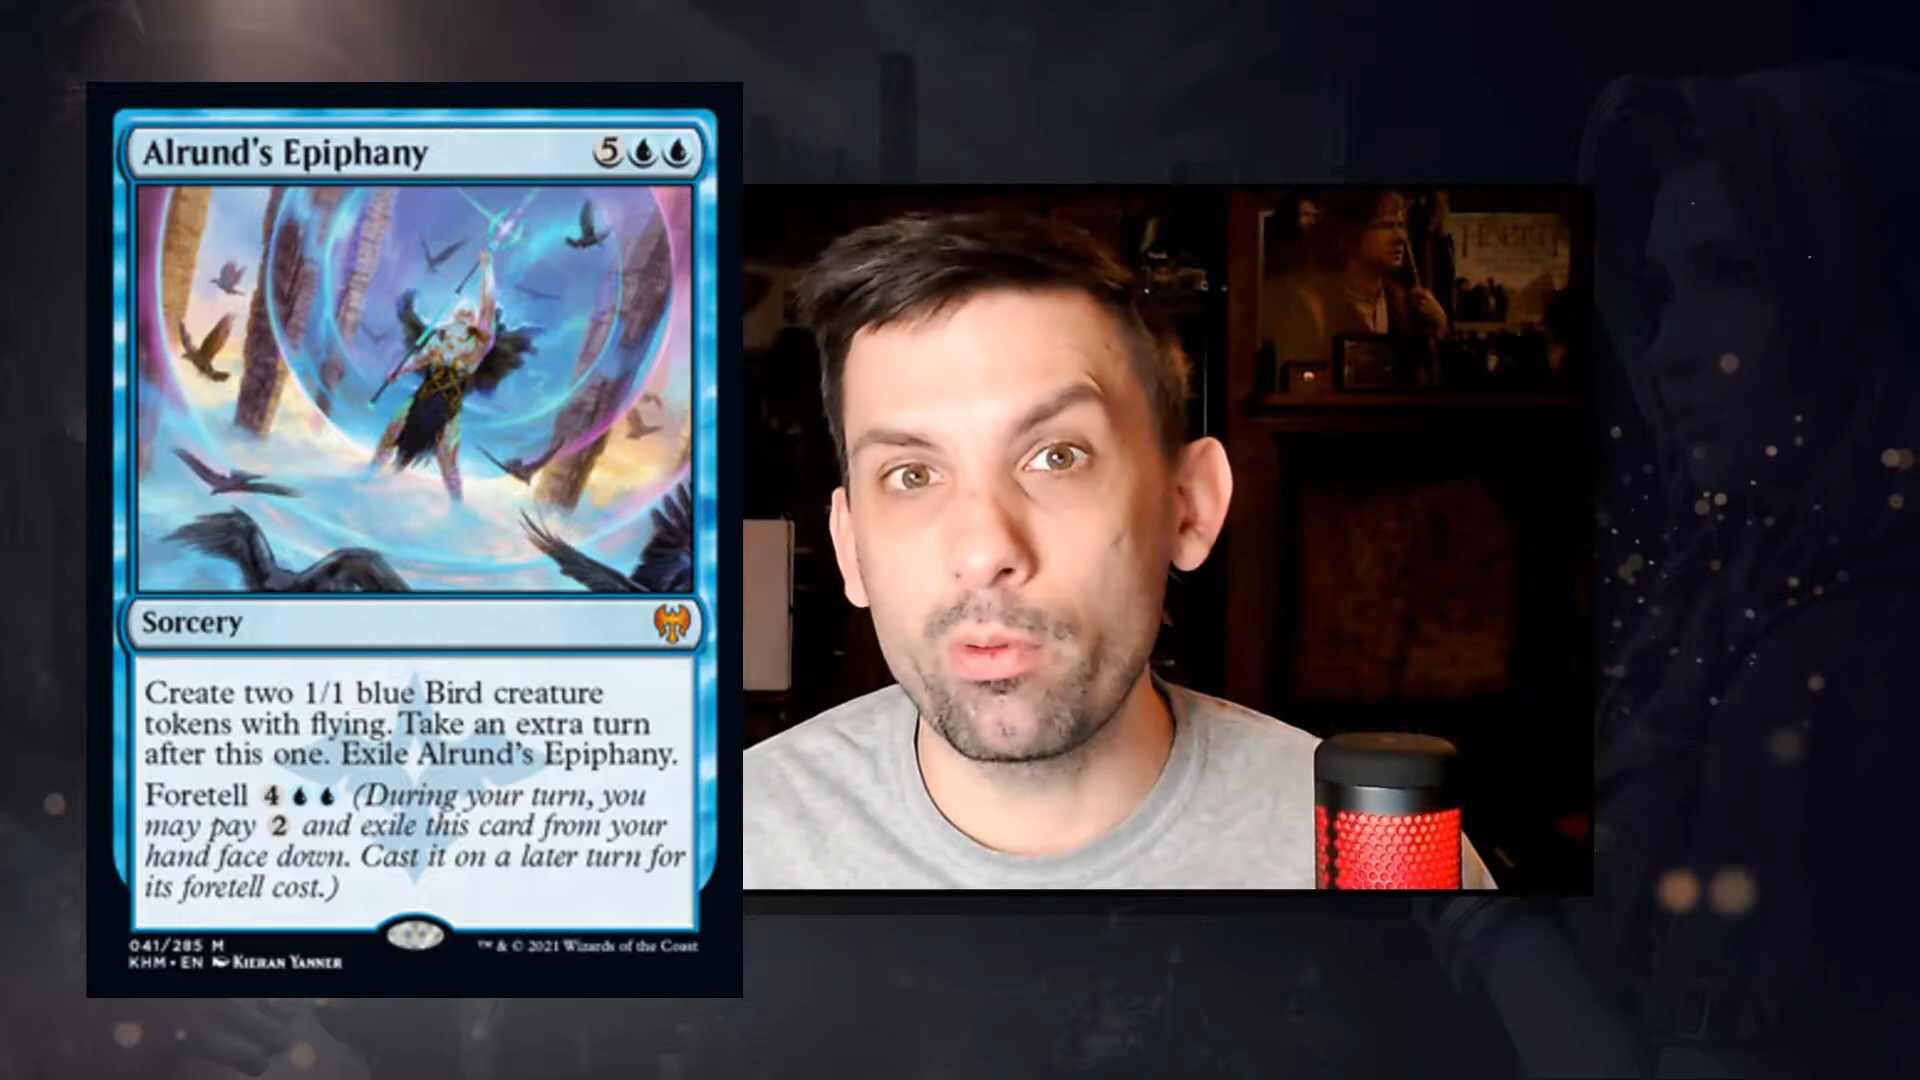 Alrund's Epiphany 5
Sorcery
Create two 1/1 blue Bird creature
tokens with flying. Take an extra turn
after this one. Exile Alrund's Epiphany.
Foretell 4 (During your turn, you
may pay 2 and exile this card from your
hand face down. Cast it on a later turn for
its foretell cost.)
041/285 M
KHM • EN KIERAN YANNER
™ & © 2021 Wizards of the Coast